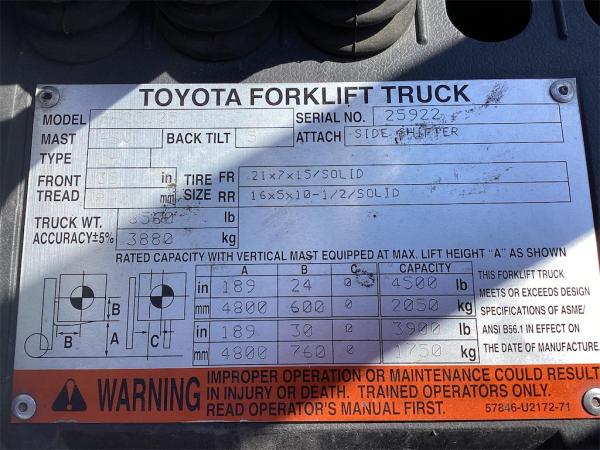 TOYOTA FORKLIFT TRUCK
MODEL 25 SERIAL NO. 25922
MAST BACK TILT 5 ATTACH SIDE SHIFTER
TYPE
FRONT in TIRE FR 21x7x15/SOLID
TREAD SIZE RR 16x5x10-1/2/SOLID
TRUCK WT. 8560 lb
ACCURACY±5% 3880 kg
RATED CAPACITY WITH VERTICAL MAST EQUIPPED AT MAX. LIFT HEIGHT "A" AS SHOWN
A B C CAPACITY
in 189 24 0 4500 lb
mm 4800 600 0 2050 kg
in 189 30 0 3900 lb
mm 4800 760 0 1750 kg
B
B A C
THIS FORKLIFT TRUCK
MEETS OR EXCEEDS DESIGN
SPECIFICATIONS OF ASME/
ANSI B56.1 IN EFFECT ON
THE DATE OF MANUFACTURE.
WARNING
IMPROPER OPERATION OR MAINTENANCE COULD RESULT
IN INJURY OR DEATH. TRAINED OPERATORS ONLY.
READ OPERATOR'S MANUAL FIRST.
57846-U2172-71